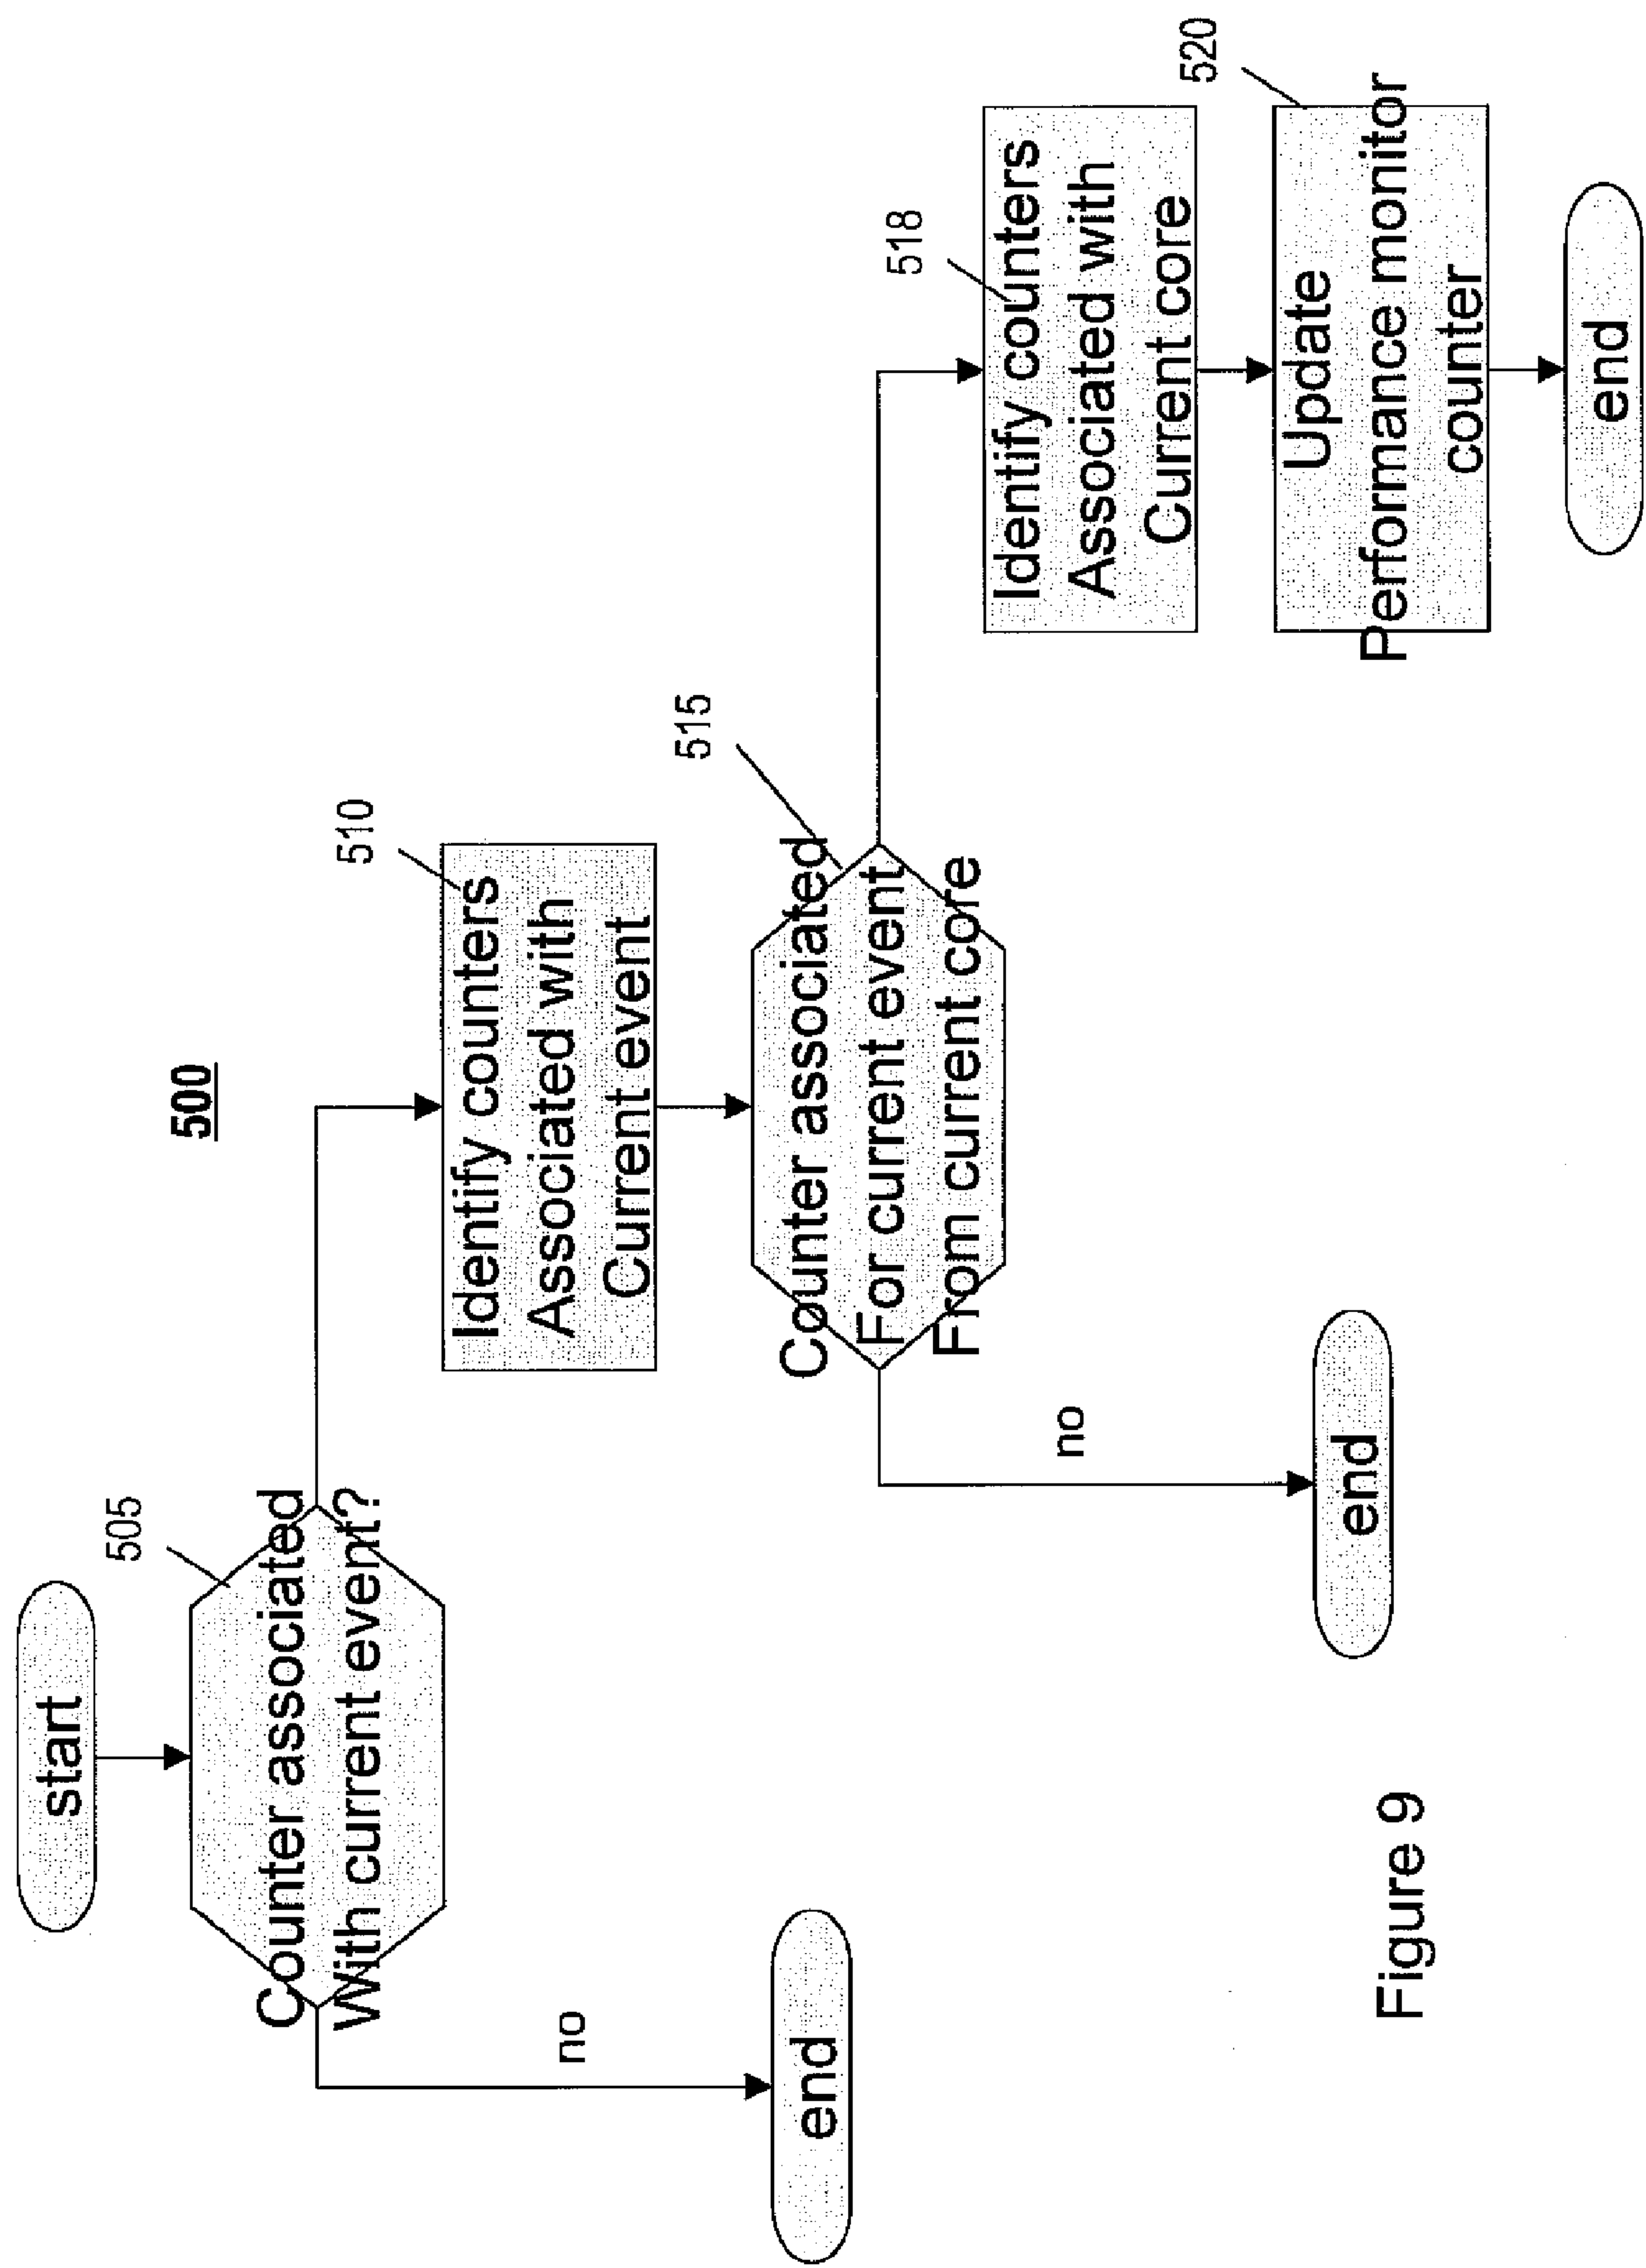 500
start
505
Counter associated
With current event?
no
end
510
Identify counters
Associated with
Current event
515
Counter associated
For current event
From current core
no
end
518
Identify counters
Associated with
Current core
520
Update
Performance monitor
counter
end
Figure 9